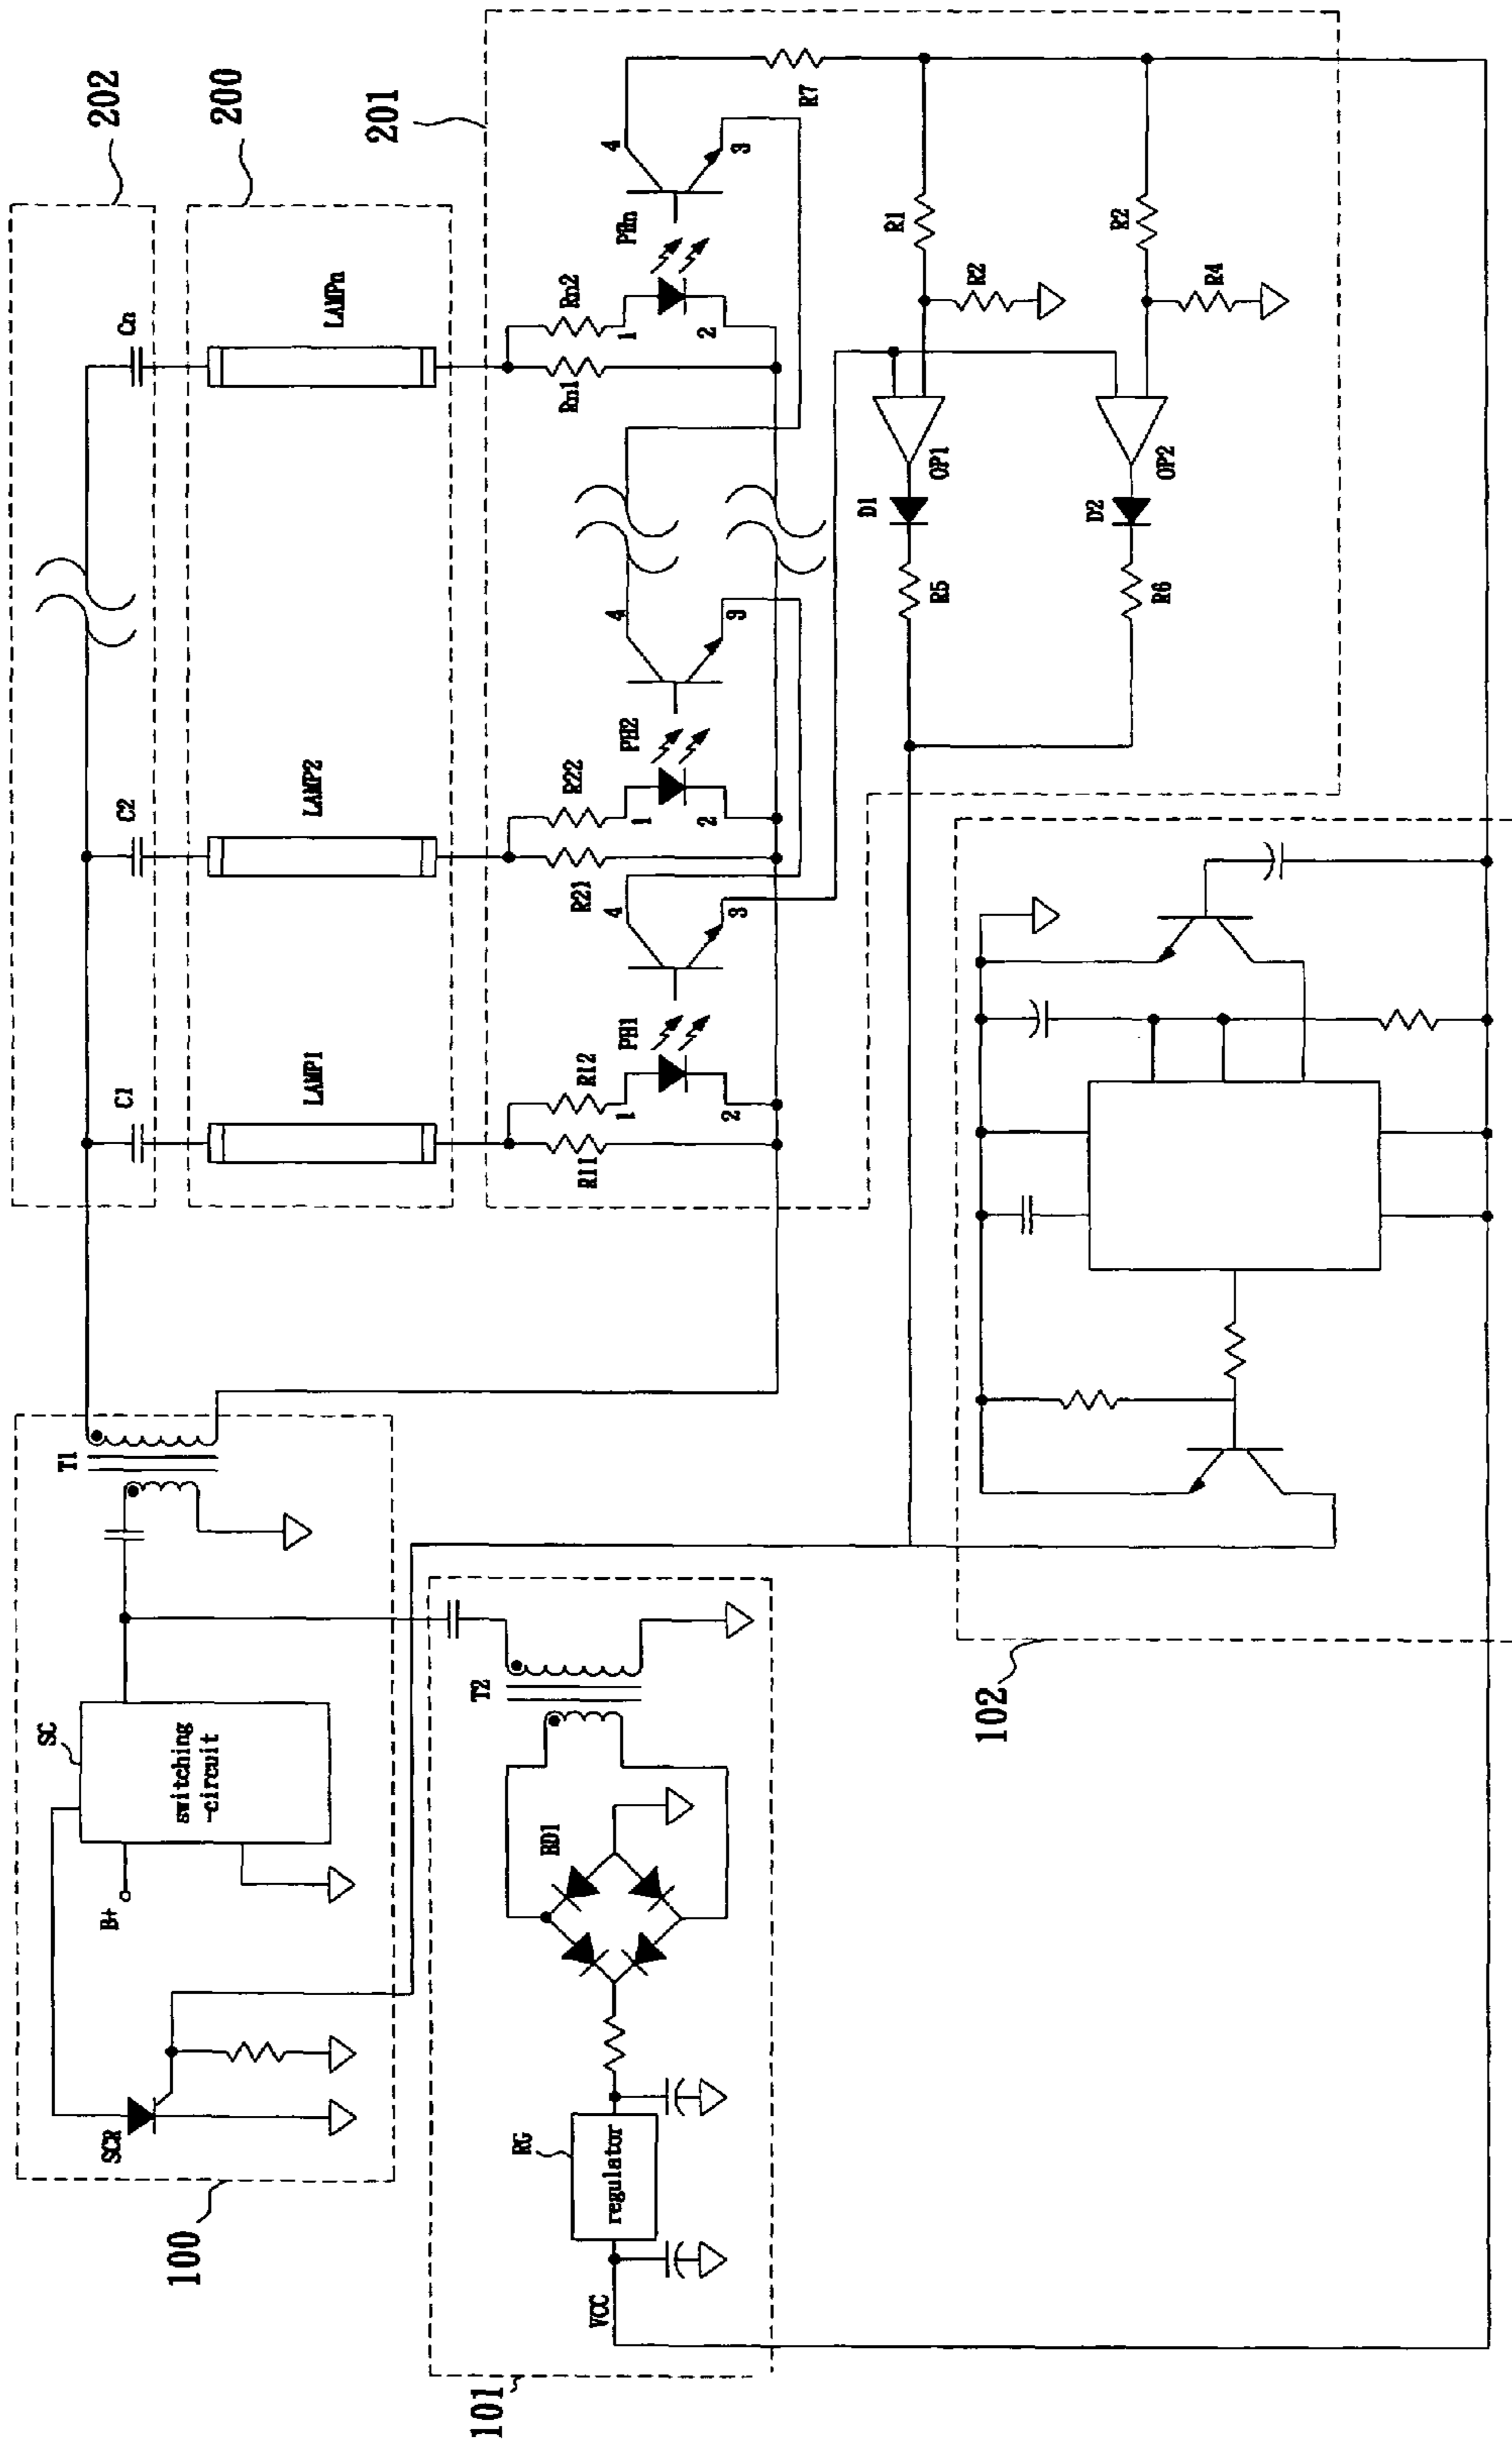 202
200
201
C1
C2
Cn
LAMP1
LAMP2
LAMPn
R11
R12
PH1
1
2
4
3
R21
R22
PH2
1
2
4
3
Rn1
Rn2
PHn
1
2
4
3
R7
R1
R2
R2
R4
OP1
OP2
D1
D2
R5
R6
100
SC
switching
-circuit
B+
SCR
T1
101
T2
BD1
RG
regulator
VCC
102